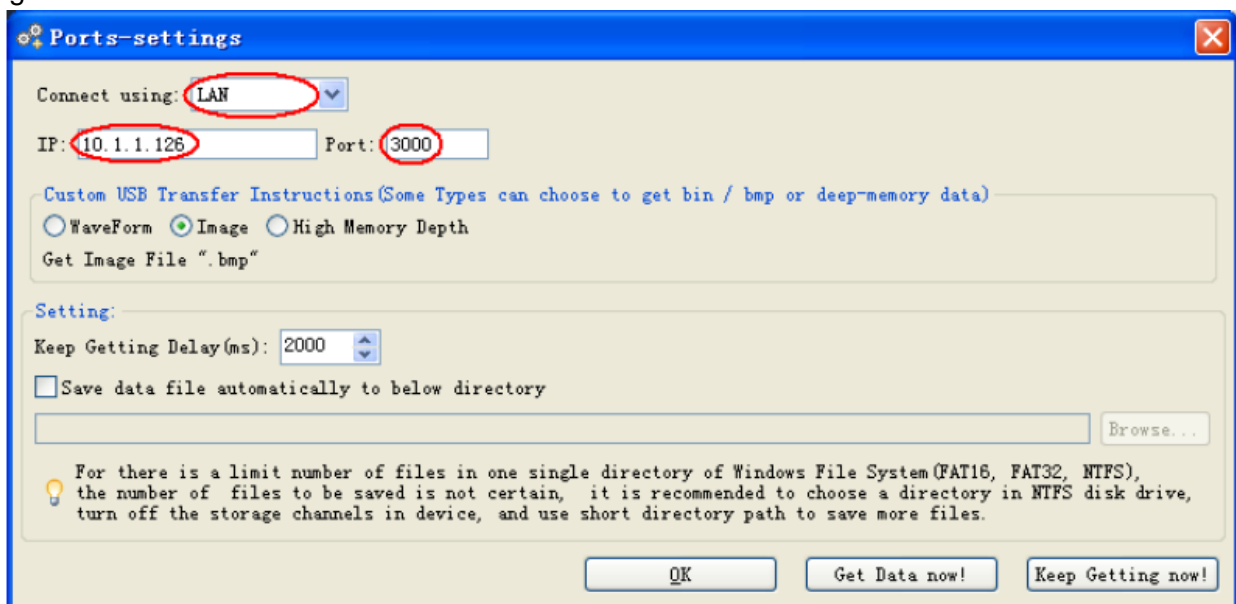 Ports-settings
Connect using: LAN
IP: 10.1.1.126 Port: 3000
Custom USB Transfer Instructions(Some Types can choose to get bin / bmp or deep-memory data)
WaveForm Image High Memory Depth
Get Image File ".bmp"
Setting:
Keep Getting Delay(ms): 2000
Save data file automatically to below directory
Browse...
For there is a limit number of files in one single directory of Windows File System(FAT16, FAT32, NTFS),
the number of files to be saved is not certain, it is recommended to choose a directory in NTFS disk drive,
turn off the storage channels in device, and use short directory path to save more files.
OK Get Data now! Keep Getting now!